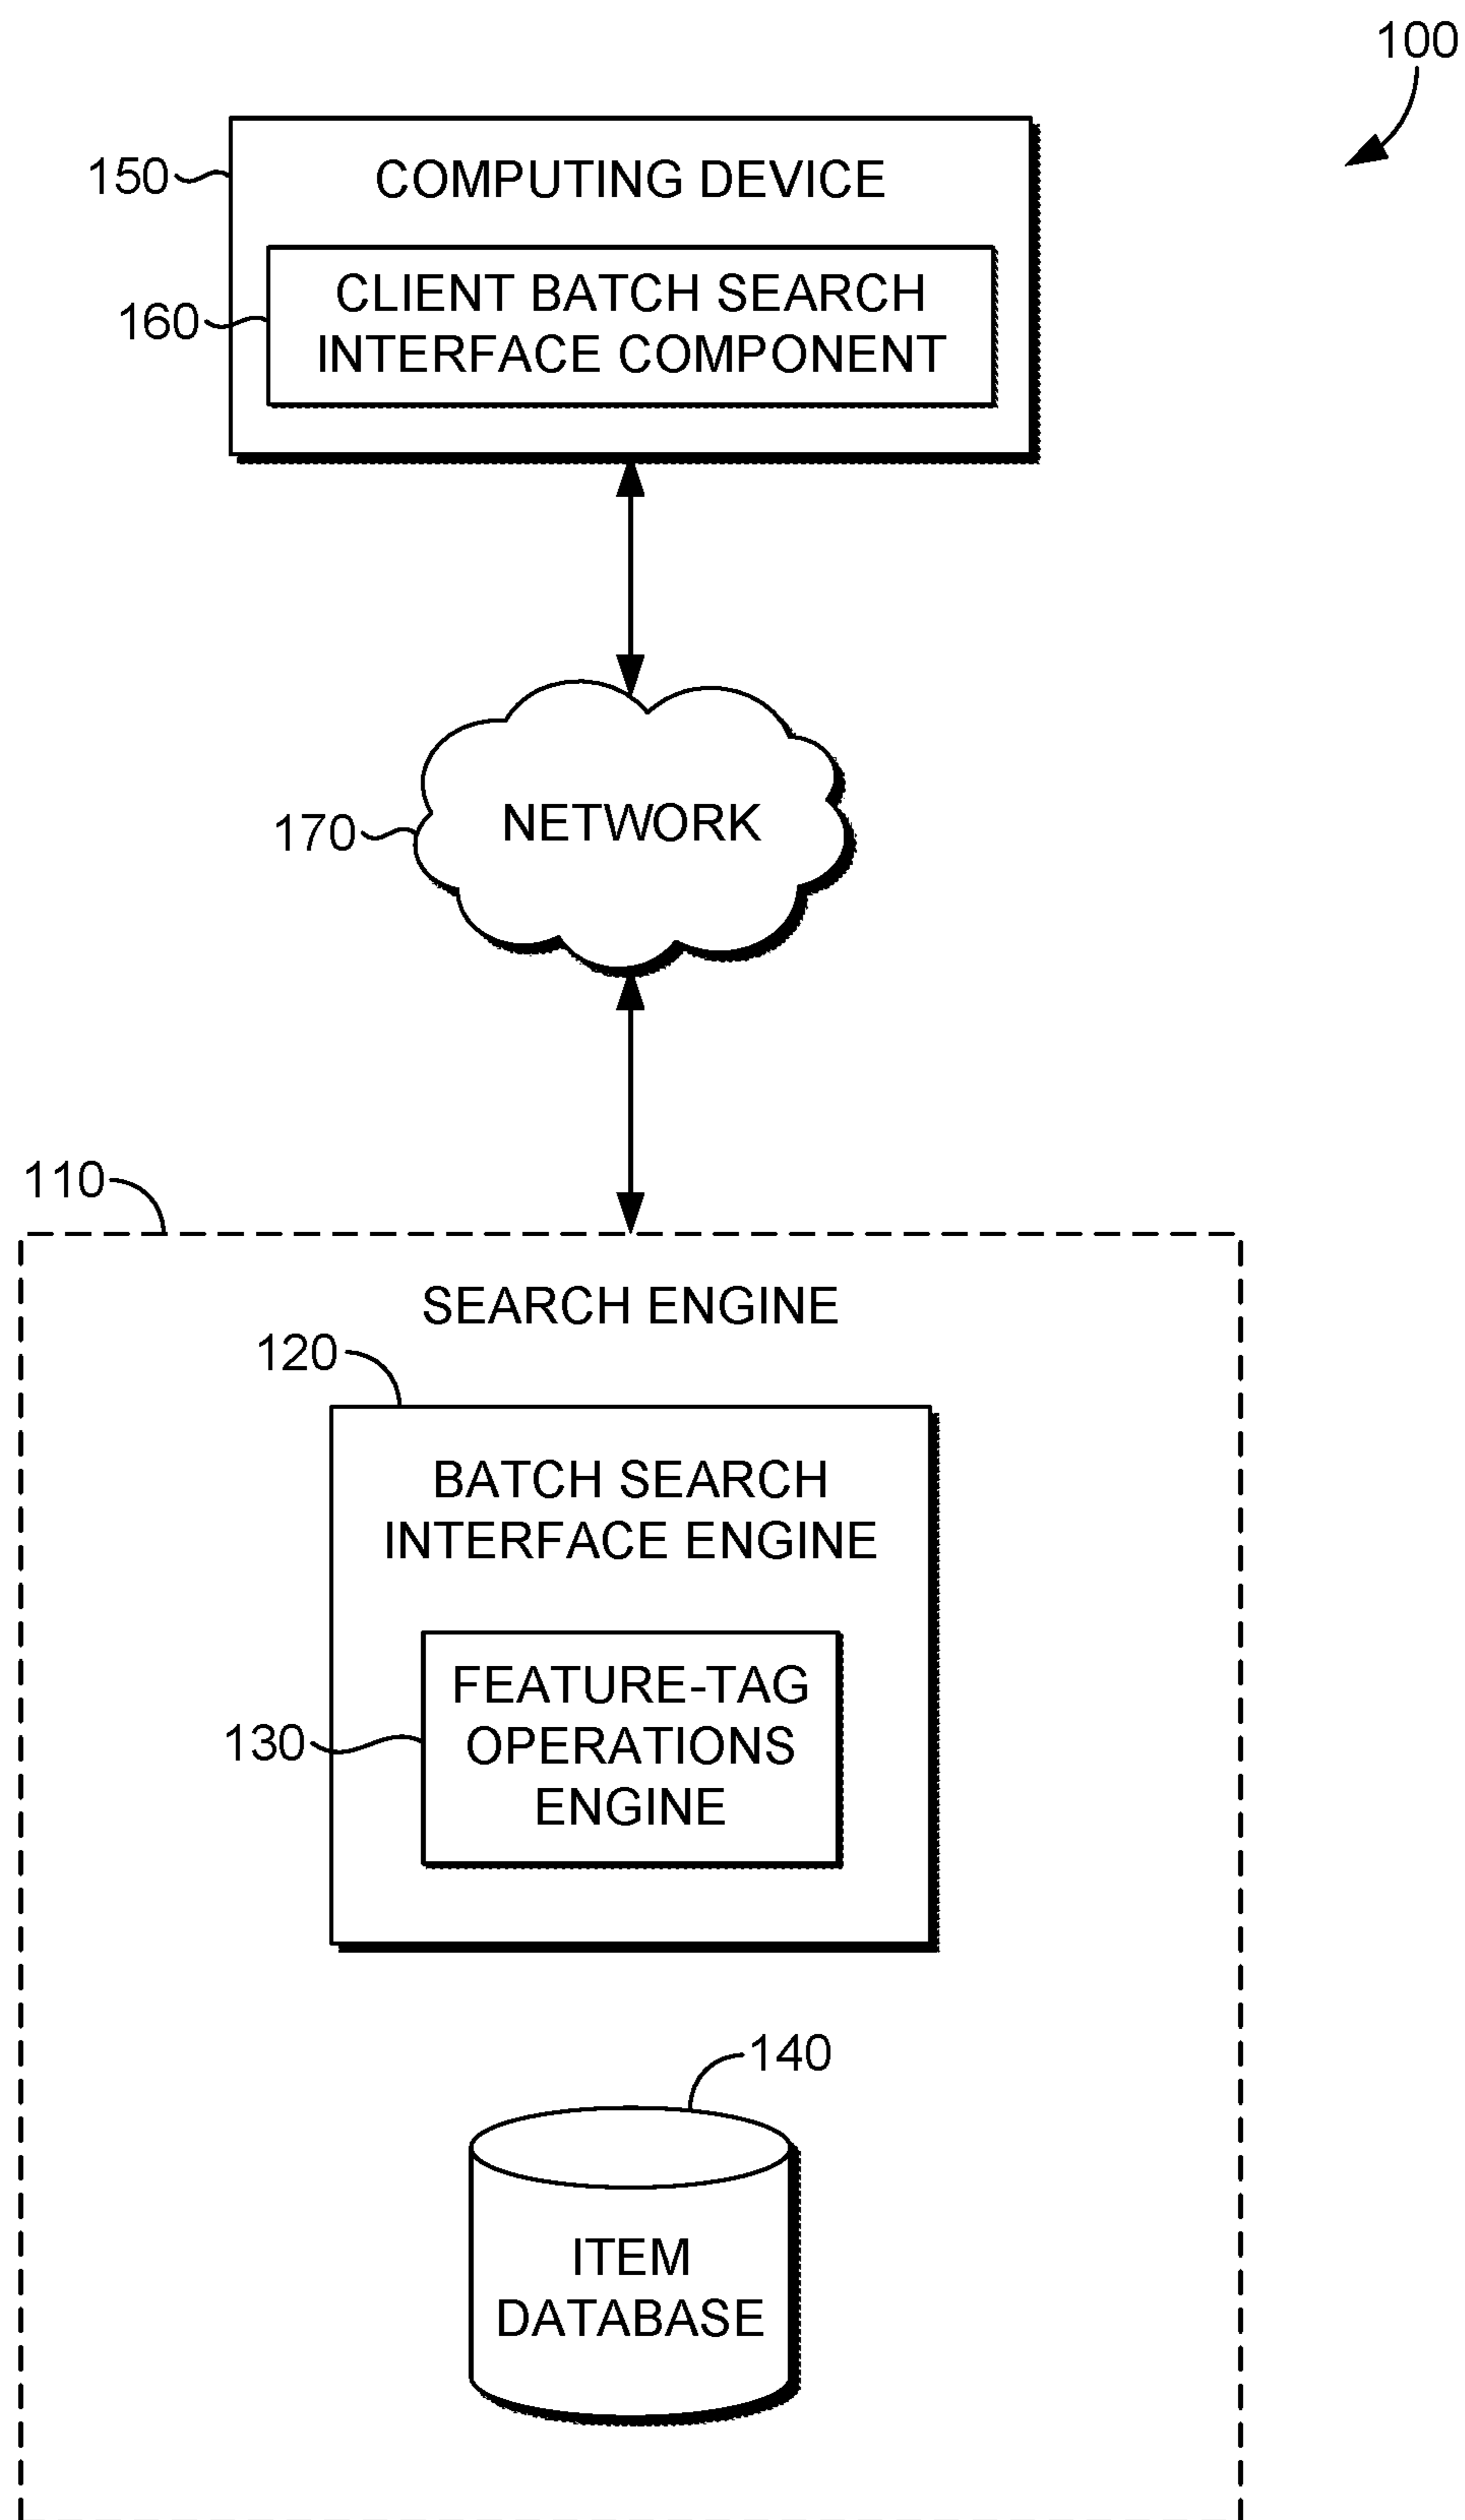 100
150
COMPUTING DEVICE
160
CLIENT BATCH SEARCH
INTERFACE COMPONENT
170
NETWORK
110
SEARCH ENGINE
120
BATCH SEARCH
INTERFACE ENGINE
130
FEATURE-TAG
OPERATIONS
ENGINE
140
ITEM
DATABASE